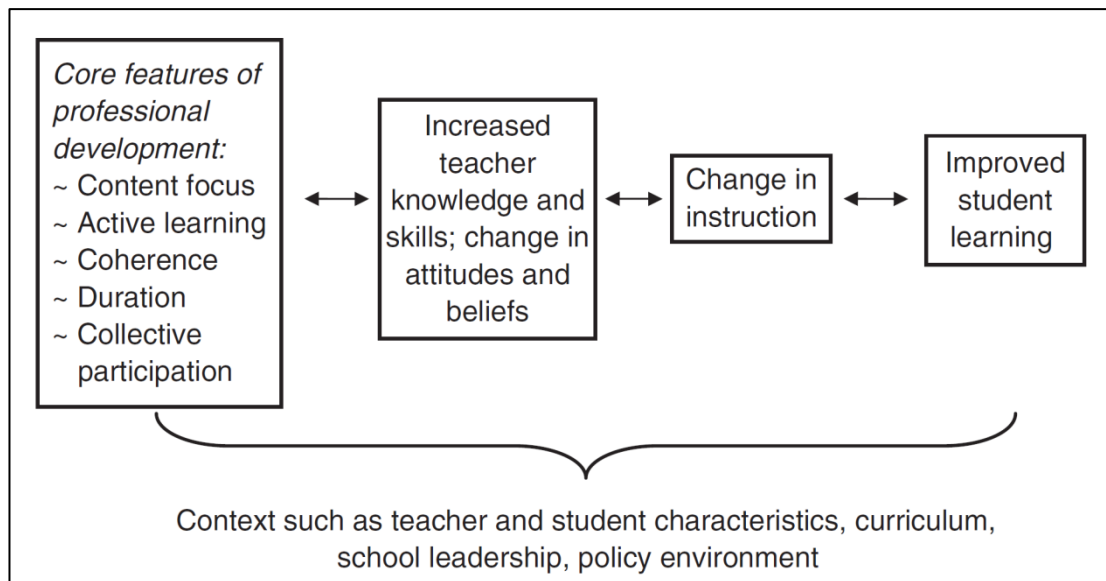 Core features of
professional
development:
~ Content focus
~ Active learning
~ Coherence
~ Duration
~ Collective
participation
Increased
teacher
knowledge and
skills; change in
attitudes and
beliefs
Change in
instruction
Improved
student
learning
Context such as teacher and student characteristics, curriculum,
school leadership, policy environment